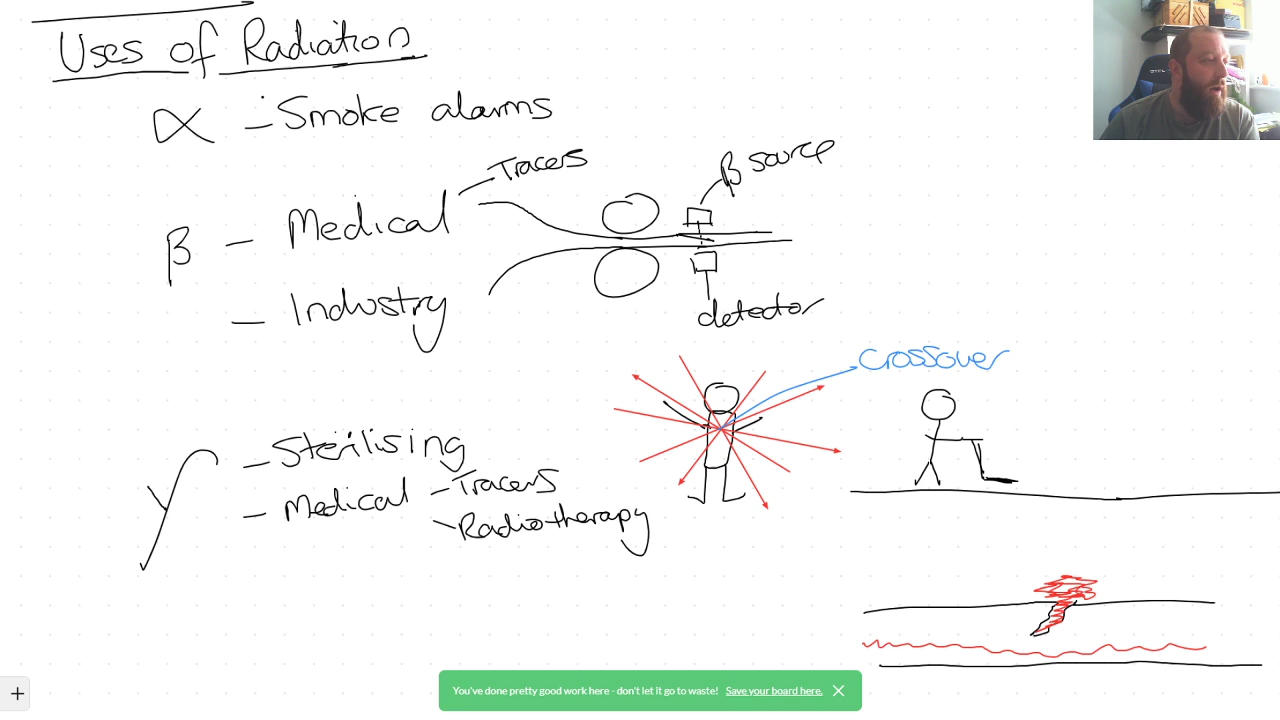 Uses of Radiation
α - Smoke alarms
β - Medical - Tracers
- Industry
β source
detector
crossover
γ - Sterilising
- Medical - Tracers
- Radiotherapy
You've done pretty good work here - don't let it go to waste! Save your board here.